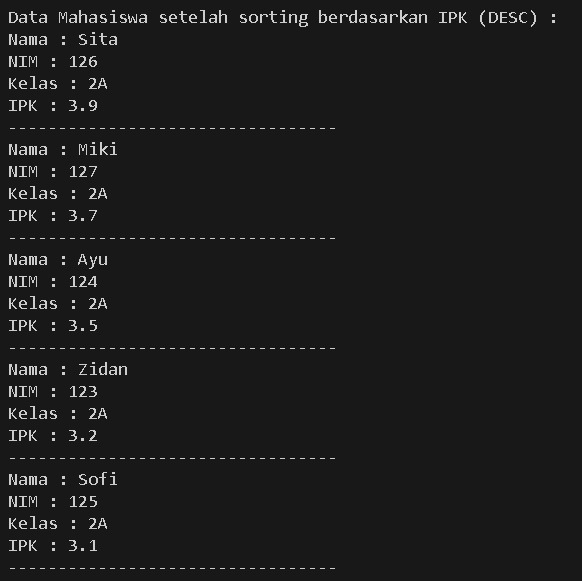 Data Mahasiswa setelah sorting berdasarkan IPK (DESC) :
Nama : Sita
NIM : 126
Kelas : 2A
IPK : 3.9
---------------------------------
Nama : Miki
NIM : 127
Kelas : 2A
IPK : 3.7
---------------------------------
Nama : Ayu
NIM : 124
Kelas : 2A
IPK : 3.5
---------------------------------
Nama : Zidan
NIM : 123
Kelas : 2A
IPK : 3.2
---------------------------------
Nama : Sofi
NIM : 125
Kelas : 2A
IPK : 3.1
---------------------------------